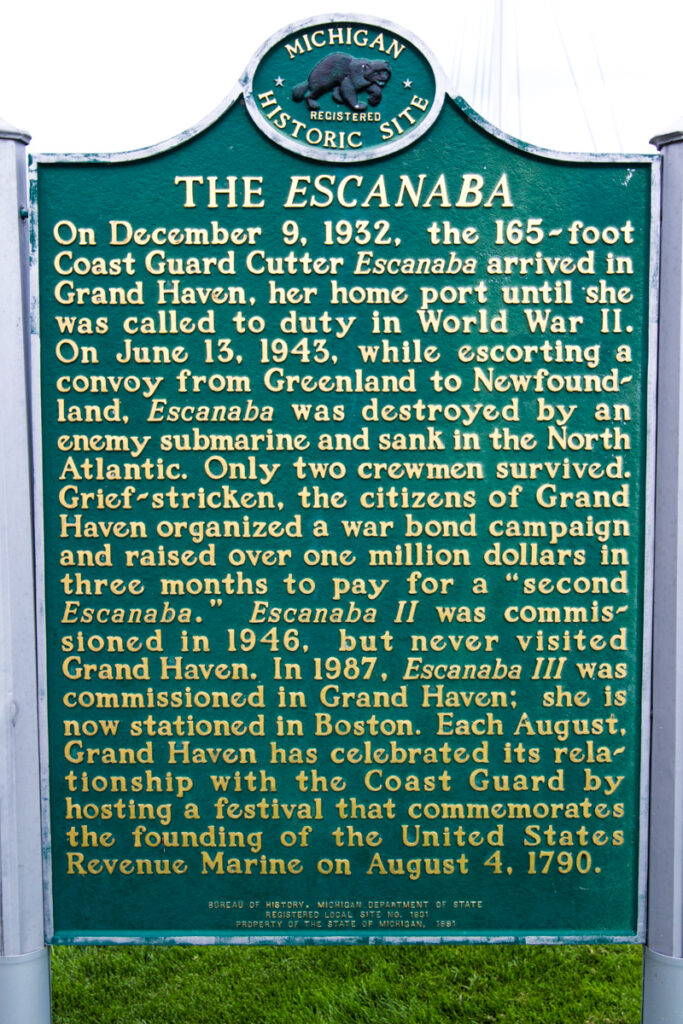 MICHIGAN
REGISTERED
HISTORIC SITE
THE ESCANABA
On December 9, 1932, the 165-foot
Coast Guard Cutter Escanaba arrived in
Grand Haven, her home port until she
was called to duty in World War II.
On June 13, 1943, while escorting a
convoy from Greenland to Newfound-
land, Escanaba was destroyed by an
enemy submarine and sank in the North
Atlantic. Only two crewmen survived.
Grief-stricken, the citizens of Grand
Haven organized a war bond campaign
and raised over one million dollars in
three months to pay for a "second
Escanaba." Escanaba II was commis-
sioned in 1946, but never visited
Grand Haven. In 1987, Escanaba III was
commissioned in Grand Haven; she is
now stationed in Boston. Each August,
Grand Haven has celebrated its rela-
tionship with the Coast Guard by
hosting a festival that commemorates
the founding of the United States
Revenue Marine on August 4, 1790.
BUREAU OF HISTORY, MICHIGAN DEPARTMENT OF STATE
REGISTERED LOCAL SITE NO. 1631
PROPERTY OF THE STATE OF MICHIGAN, 1991